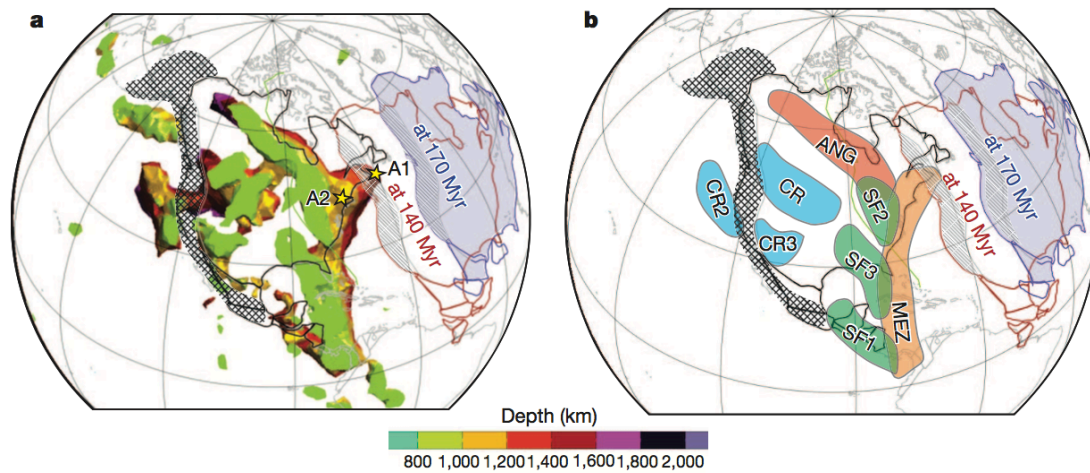 a
A1
A2
at 140 Myr
at 170 Myr
b
ANG
CR2
CR
CR3
SF2
SF3
SF1
MEZ
at 140 Myr
at 170 Myr
Depth (km)
800 1,000 1,200 1,400 1,600 1,800 2,000